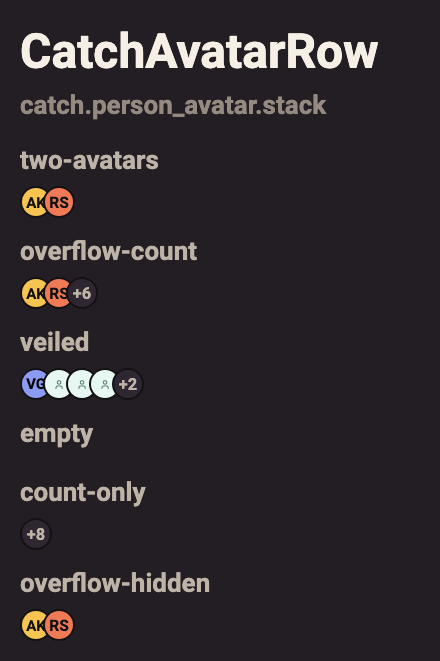 CatchAvatarRow
catch.person_avatar.stack
two-avatars
AK RS
overflow-count
AK RS +6
veiled
VG +2
empty
count-only
+8
overflow-hidden
AK RS